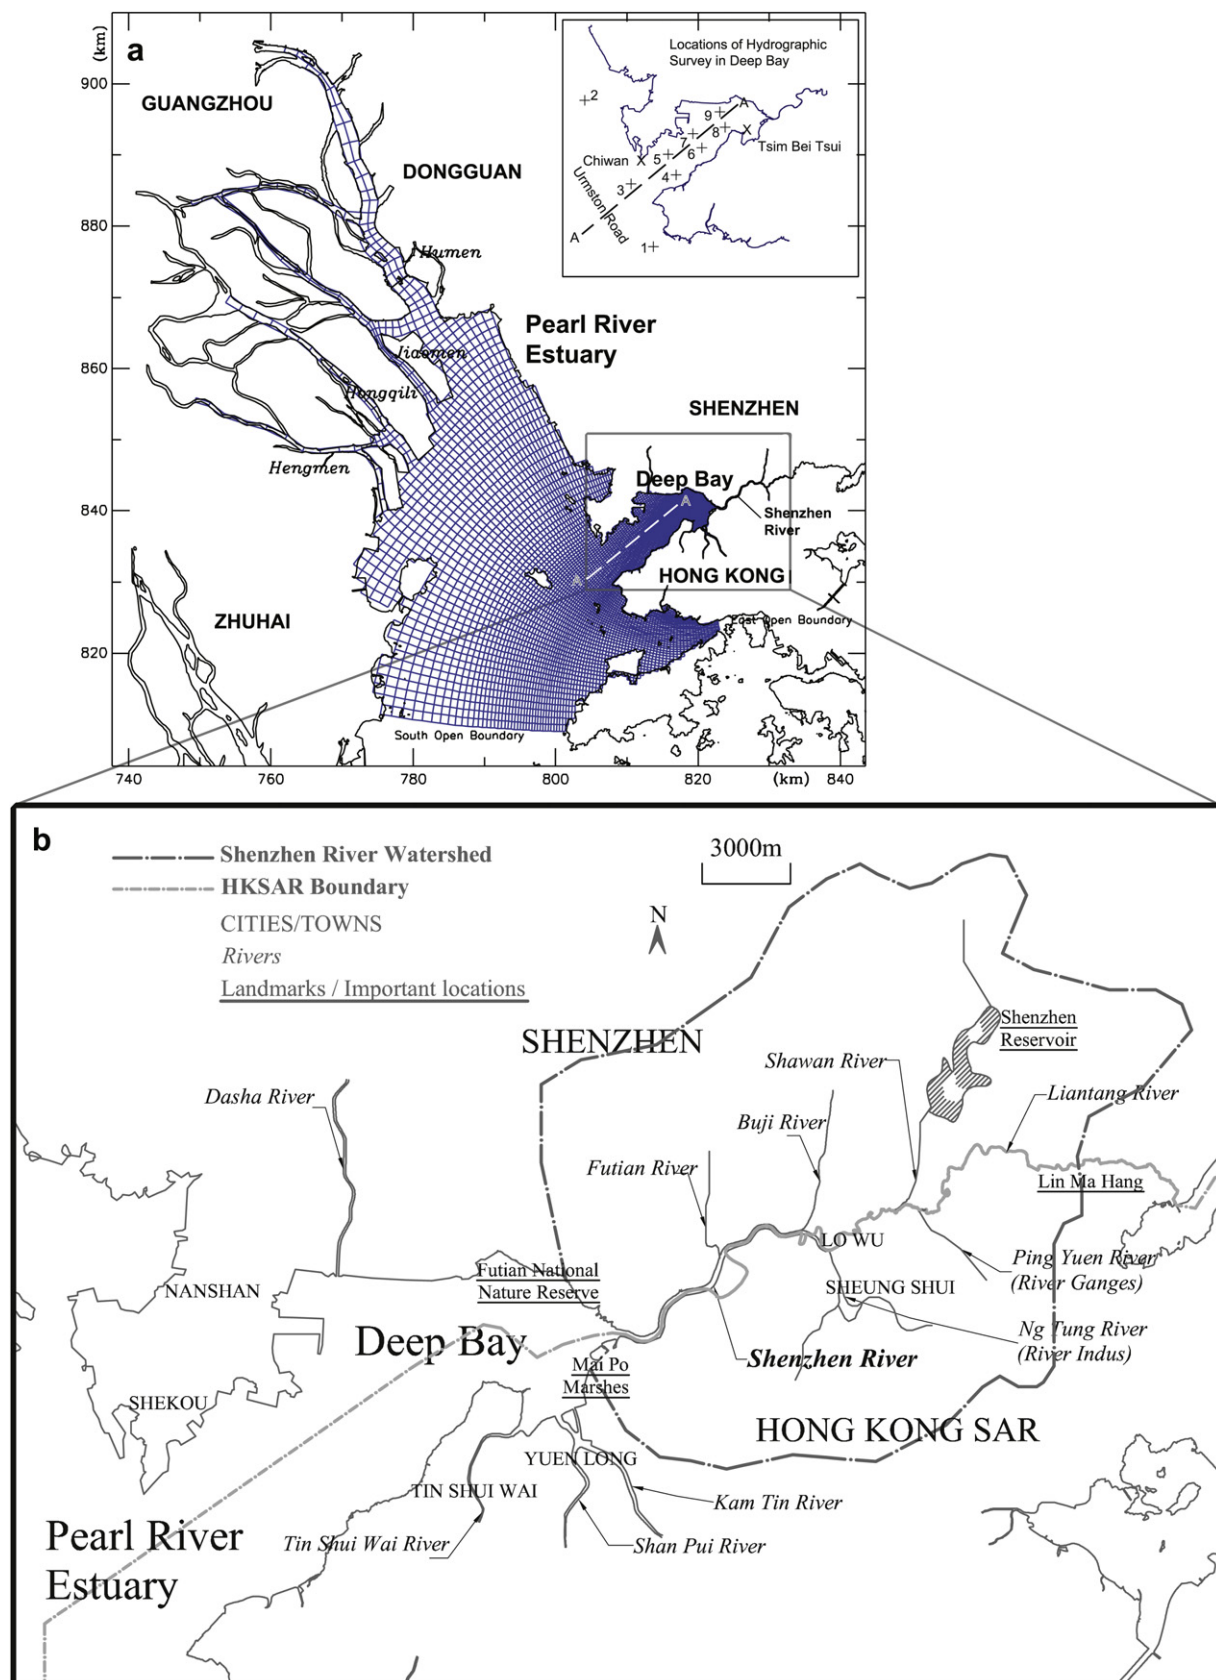 (km)
a
900
880
860
840
820
740
760
780
800
820
(km)
840
GUANGZHOU
DONGGUAN
Humen
Pearl River
Estuary
Jiaomen
Hongqili
Hengmen
SHENZHEN
Deep Bay
A
A
Shenzhen
River
HONG KONG
East Open Boundary
ZHUHAI
South Open Boundary
Locations of Hydrographic
Survey in Deep Bay
2
9
A
7
8
X
Tsim Bei Tsui
Chiwan
X
5
6
3
4
Urmston Road
A
1
b
Shenzhen River Watershed
HKSAR Boundary
CITIES/TOWNS
Rivers
Landmarks / Important locations
3000m
N
SHENZHEN
Shenzhen
Reservoir
Shawan River
Liantang River
Dasha River
Buji River
Futian River
Lin Ma Hang
LO WU
Ping Yuen River
(River Ganges)
Futian National
Nature Reserve
NANSHAN
SHEUNG SHUI
Ng Tung River
(River Indus)
Deep Bay
Shenzhen River
Mai Po
Marshes
SHEKOU
HONG KONG SAR
YUEN LONG
TIN SHUI WAI
Kam Tin River
Pearl River
Estuary
Tin Shui Wai River
Shan Pui River